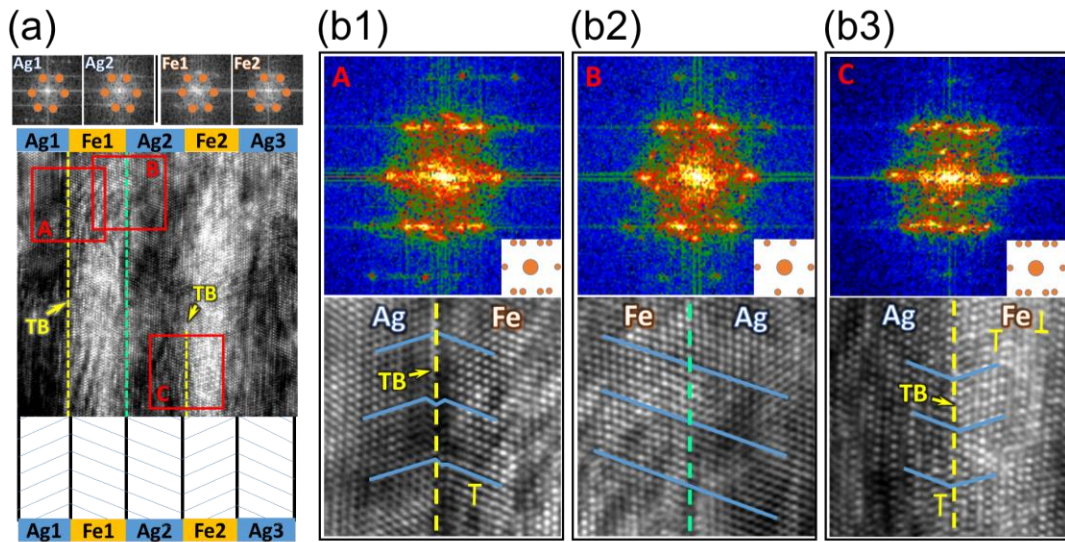 (a) (b1) (b2) (b3)
Ag1 Ag2 Fe1 Fe2
Ag1 Fe1 Ag2 Fe2 Ag3
A B C
B
A
TB
TB
C
Ag Fe Fe Ag Ag Fe ⊥
T
TB
TB
T
T
Ag1 Fe1 Ag2 Fe2 Ag3